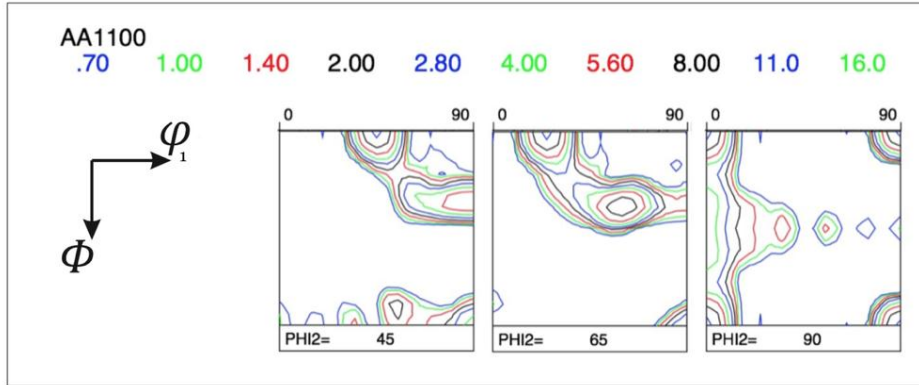 AA1100
.70 1.00 1.40 2.00 2.80 4.00 5.60 8.00 11.0 16.0
φ₁
Φ
0 90 0 90 0 90
PHI2= 45 PHI2= 65 PHI2= 90